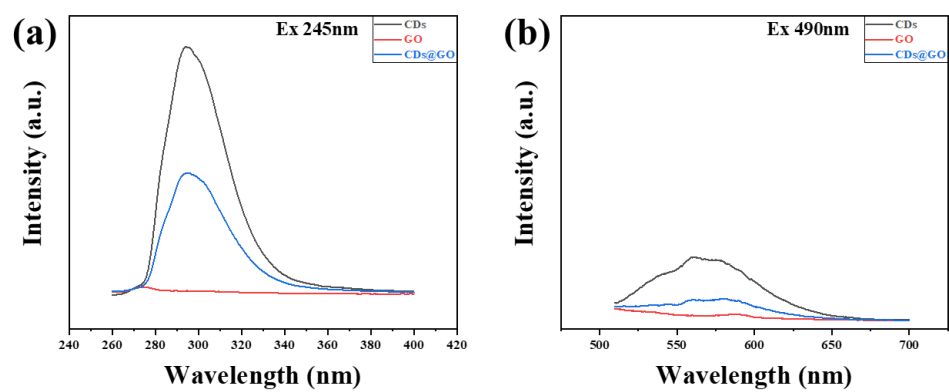 (a)
Ex 245nm
CDs
GO
CDs@GO
Intensity (a.u.)
240 260 280 300 320 340 360 380 400 420
Wavelength (nm)
(b)
Ex 490nm
CDs
GO
CDs@GO
Intensity (a.u.)
500 550 600 650 700
Wavelength (nm)